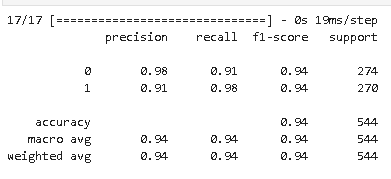 17/17 [==============================] - 0s 19ms/step
precision recall f1-score support
0 0.98 0.91 0.94 274
1 0.91 0.98 0.94 270
accuracy 0.94 544
macro avg 0.94 0.94 0.94 544
weighted avg 0.94 0.94 0.94 544